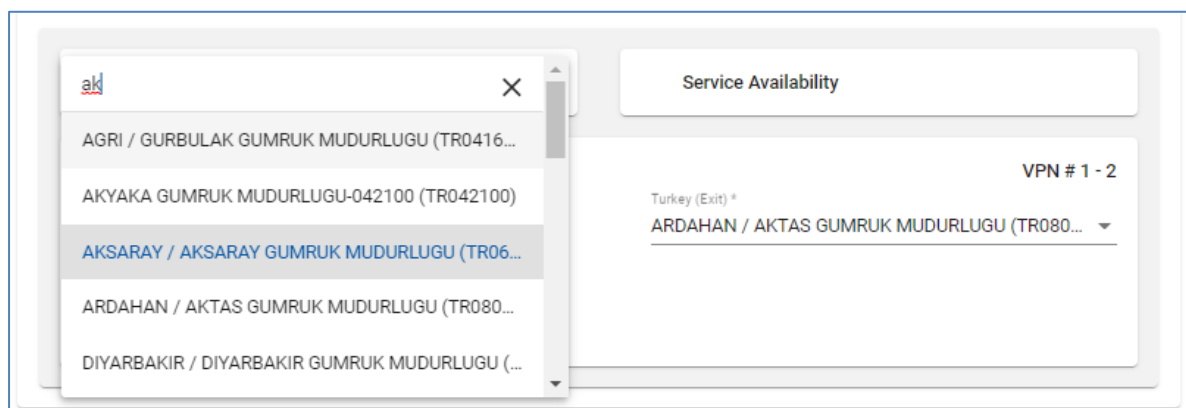 ak
AGRI / GURBULAK GUMRUK MUDURLUGU (TR0416...
AKYAKA GUMRUK MUDURLUGU-042100 (TR042100)
AKSARAY / AKSARAY GUMRUK MUDURLUGU (TR06...
ARDAHAN / AKTAS GUMRUK MUDURLUGU (TR080...
DIYARBAKIR / DIYARBAKIR GUMRUK MUDURLUGU (...
Service Availability
VPN # 1 - 2
Turkey (Exit) *
ARDAHAN / AKTAS GUMRUK MUDURLUGU (TR080...